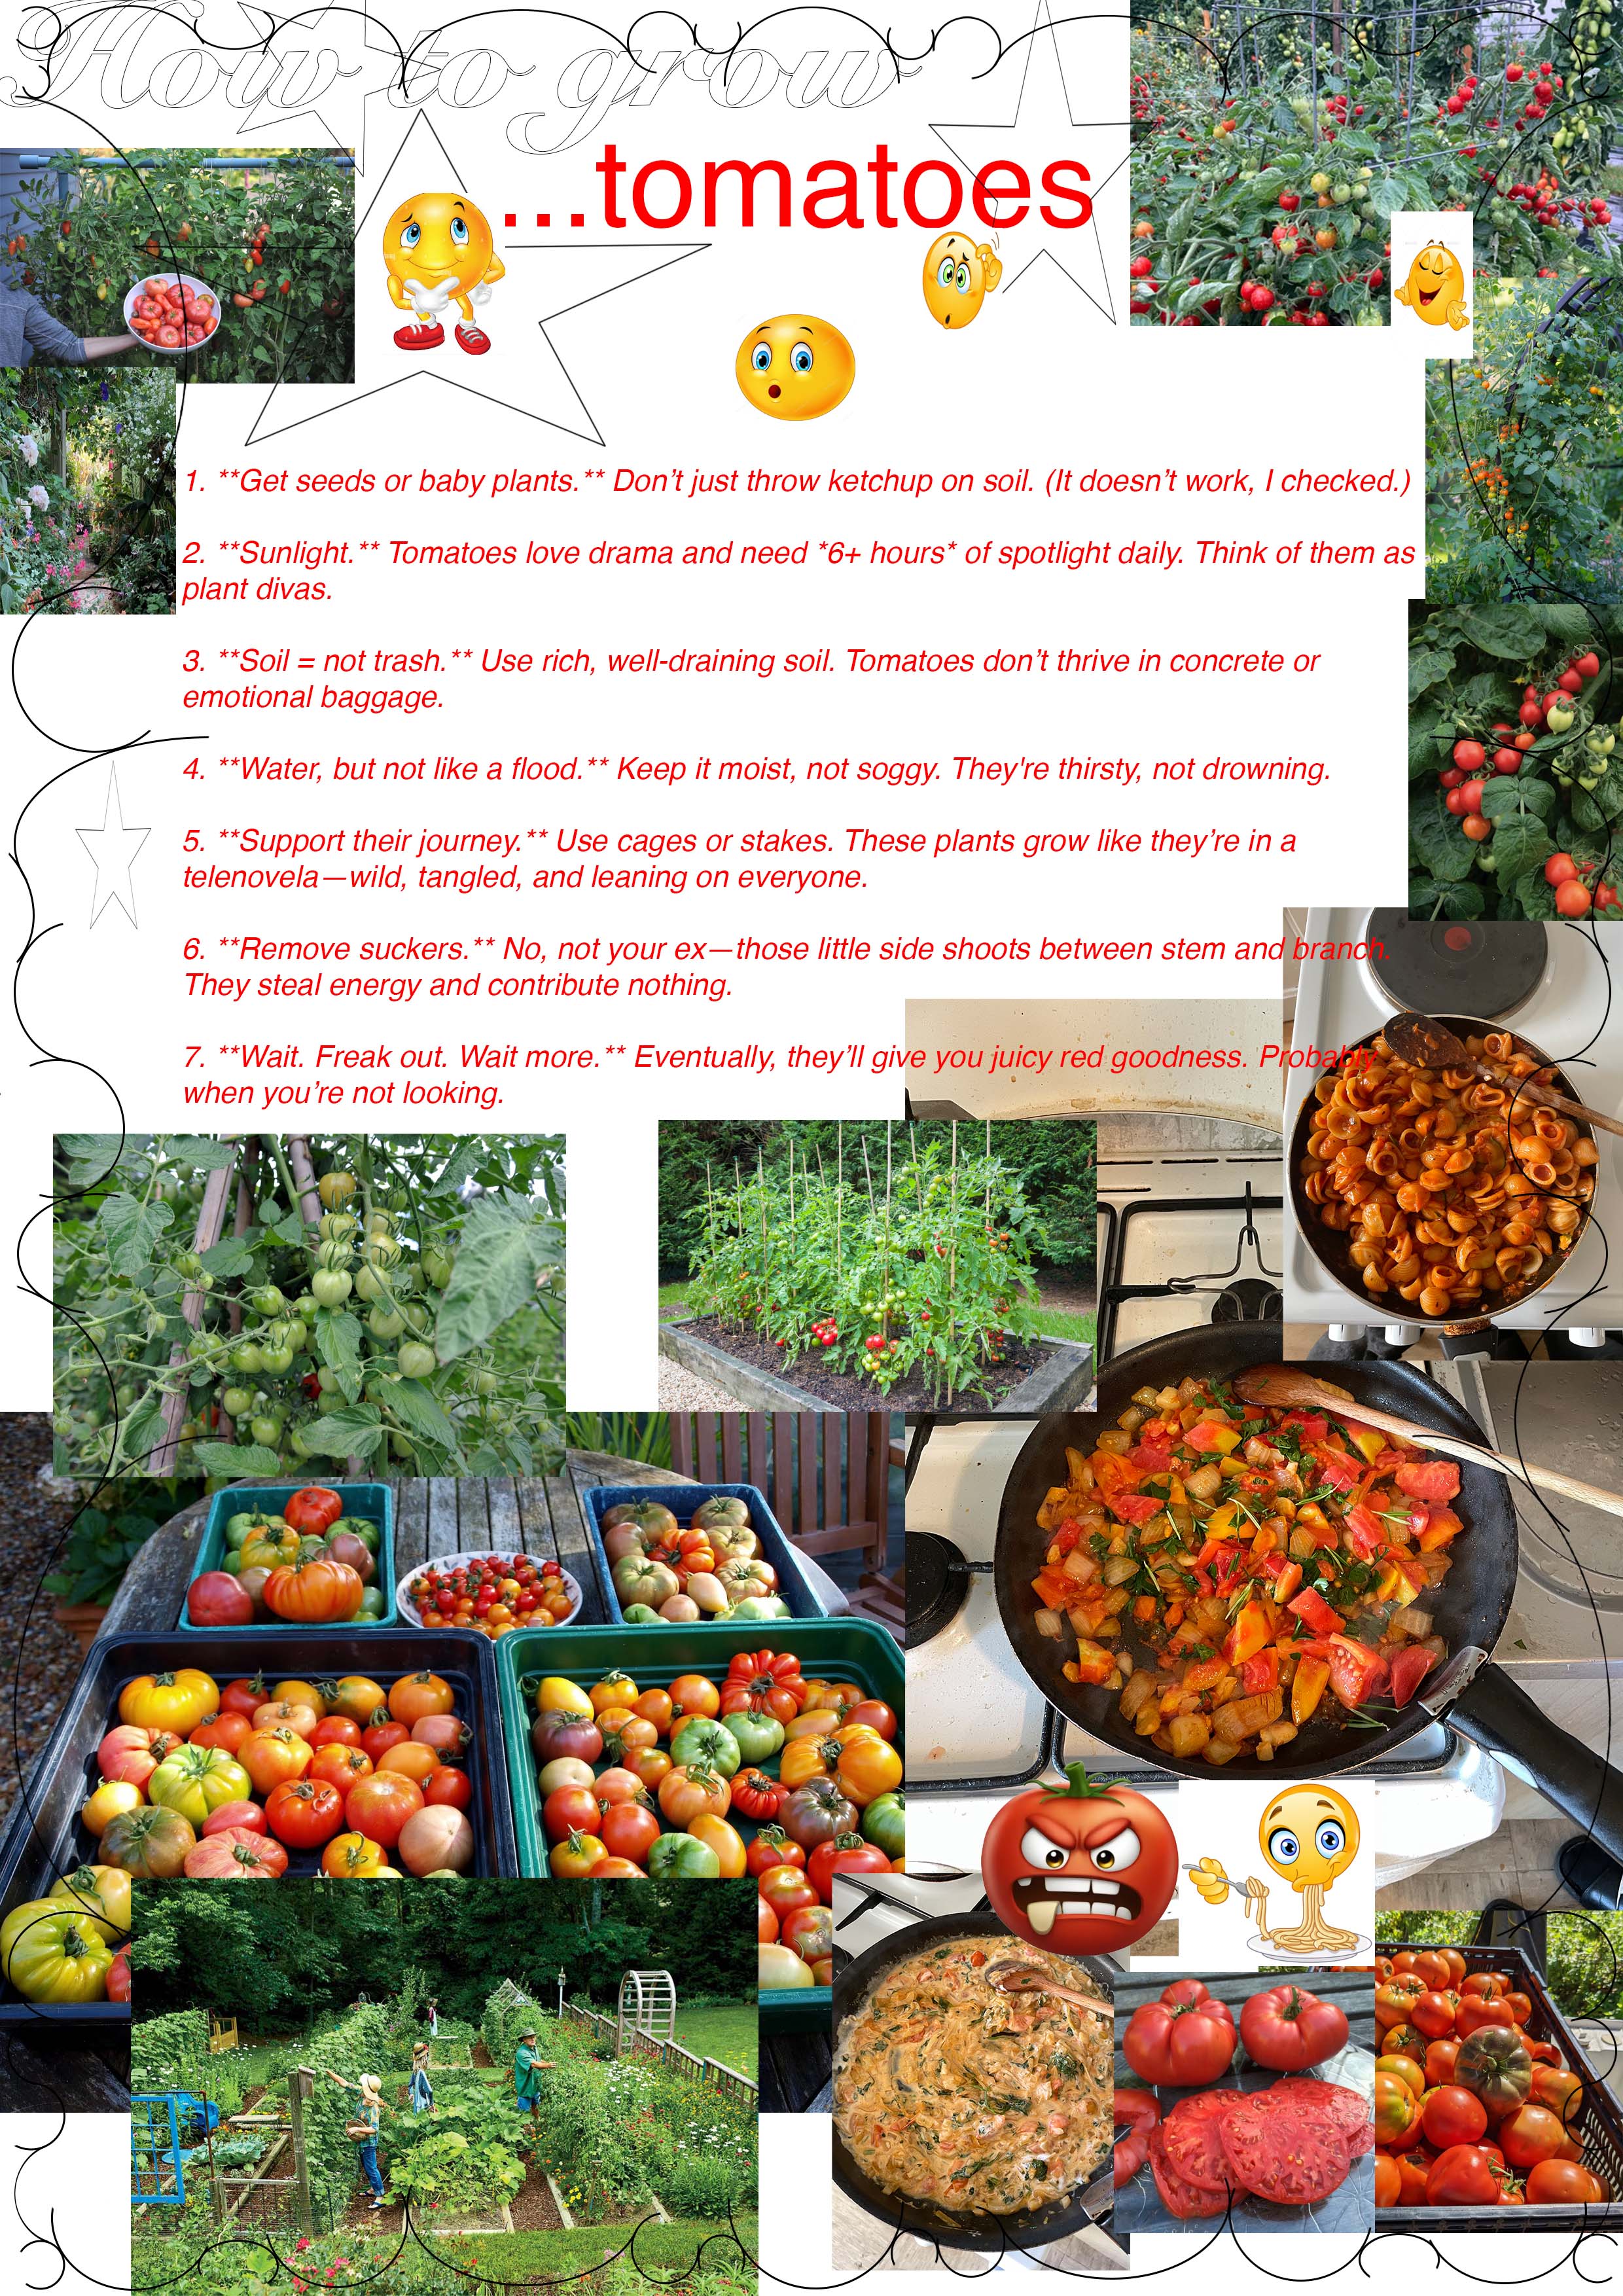 How to grow
...tomatoes
1. **Get seeds or baby plants.** Don’t just throw ketchup on soil. (It doesn’t work, I checked.)
2. **Sunlight.** Tomatoes love drama and need *6+ hours* of spotlight daily. Think of them as
plant divas.
3. **Soil = not trash.** Use rich, well-draining soil. Tomatoes don’t thrive in concrete or
emotional baggage.
4. **Water, but not like a flood.** Keep it moist, not soggy. They're thirsty, not drowning.
5. **Support their journey.** Use cages or stakes. These plants grow like they’re in a
telenovela—wild, tangled, and leaning on everyone.
6. **Remove suckers.** No, not your ex—those little side shoots between stem and branch.
They steal energy and contribute nothing.
7. **Wait. Freak out. Wait more.** Eventually, they’ll give you juicy red goodness. Probably
when you’re not looking.